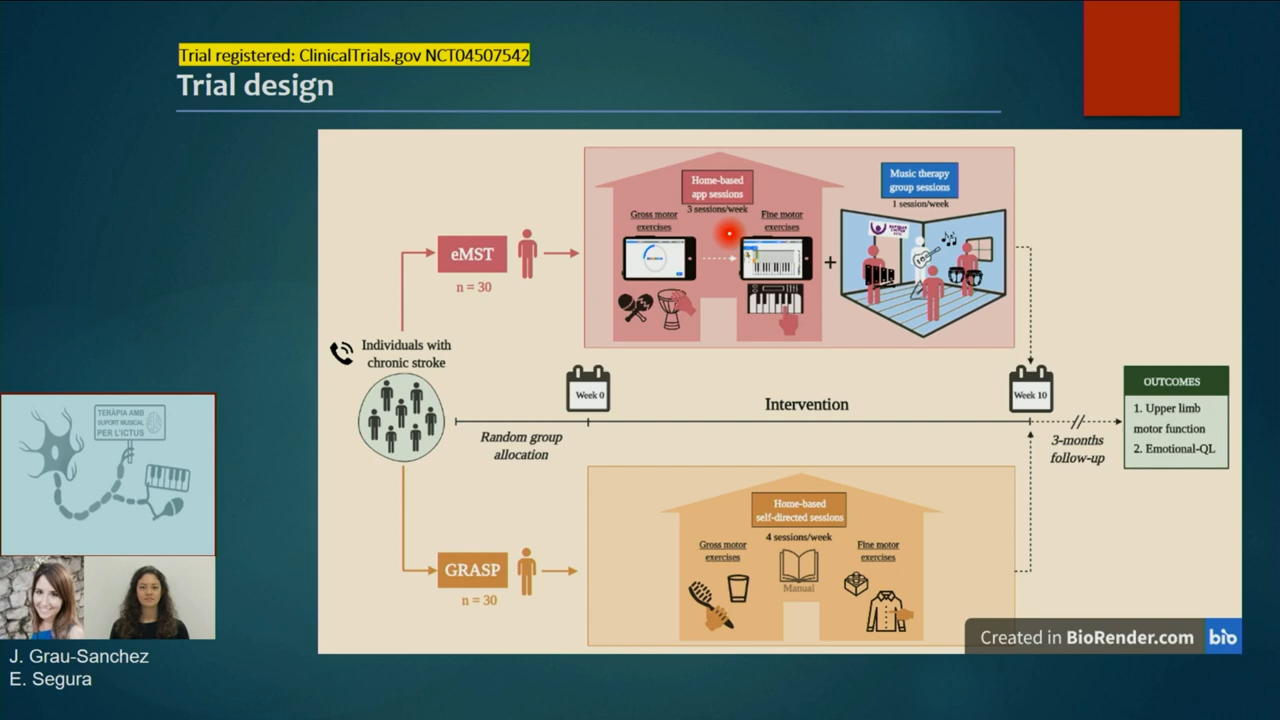 Trial registered: ClinicalTrials.gov NCT04507542
Trial design
Home-based
app sessions
3 sessions/week
Gross motor
exercises
Fine motor
exercises
+
Music therapy
group sessions
1 session/week
eMST
n = 30
Individuals with
chronic stroke
Week 0
Intervention
Week 10
Random group
allocation
3-months
follow-up
OUTCOMES
1. Upper limb
motor function
2. Emotional-QL
Home-based
self-directed sessions
4 sessions/week
Gross motor
exercises
Manual
Fine motor
exercises
GRASP
n = 30
Created in BioRender.com bio
TERÀPIA AMB
SUPORT MUSICAL
PER L'ICTUS
J. Grau-Sanchez
E. Segura